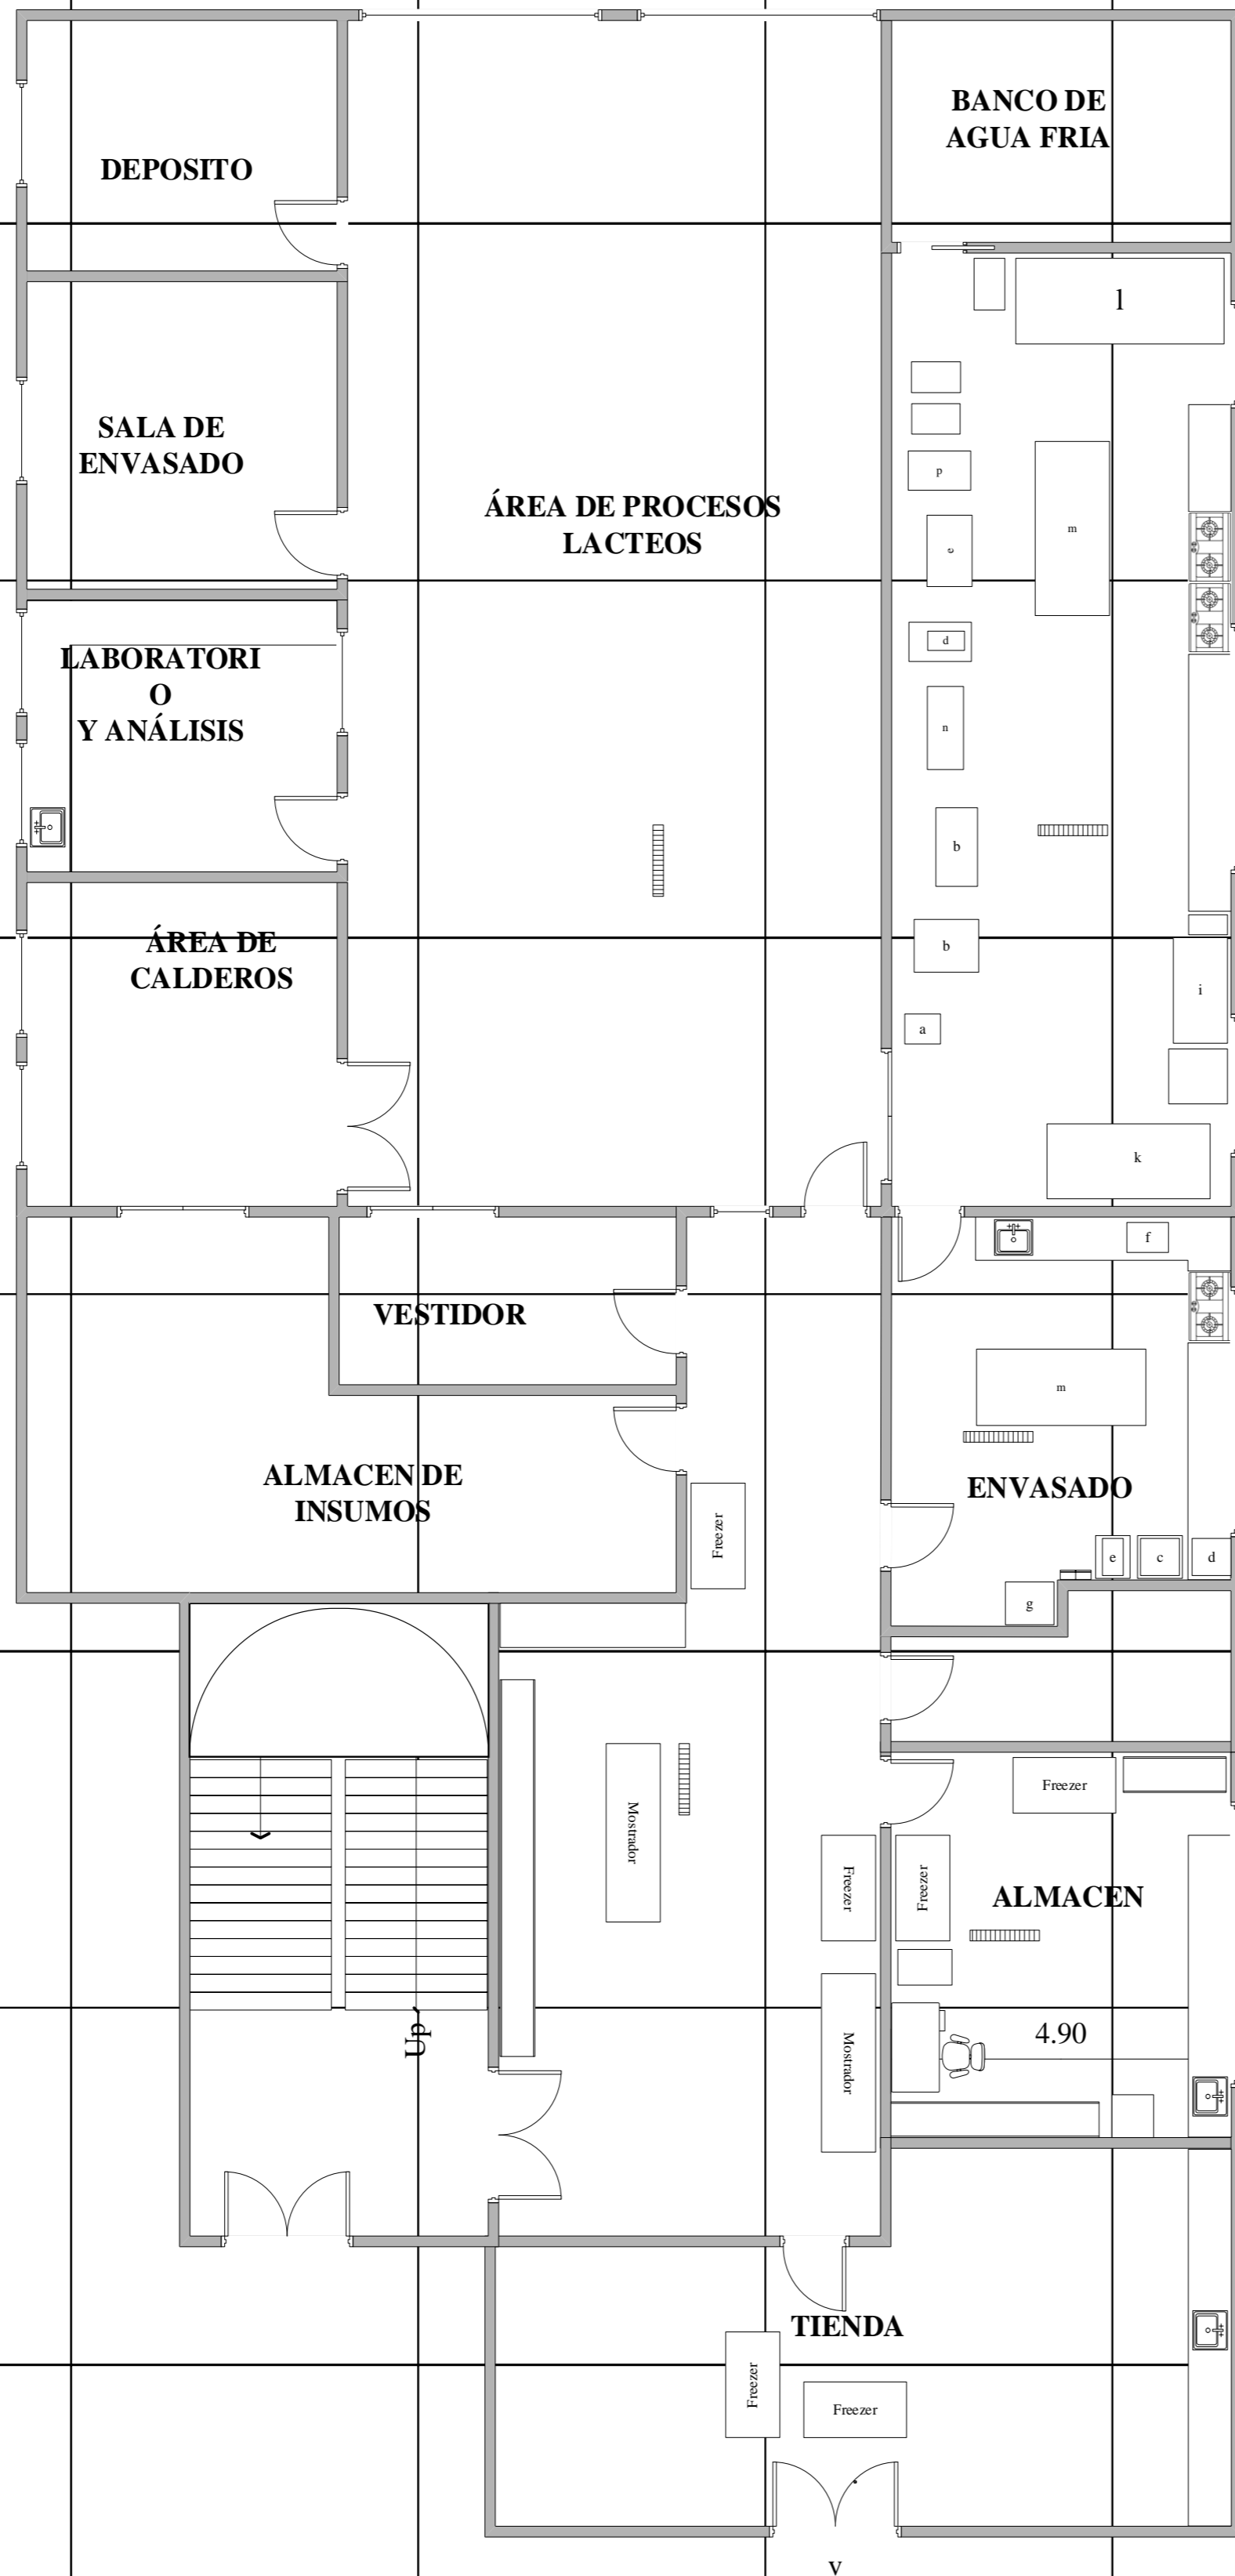 BANCO DE
AGUA FRIA
DEPOSITO
l
SALA DE
ENVASADO
p
ÁREA DE PROCESOS
LACTEOS
m
e
d
LABORATORI
O
Y ANÁLISIS
n
b
ÁREA DE
CALDEROS
b
i
a
k
f
VESTIDOR
m
ALMACEN DE
INSUMOS
ENVASADO
Freezer
e
c
d
g
Freezer
Mostrador
Freezer
Freezer
ALMACEN
Up
4.90
Mostrador
TIENDA
Freezer
Freezer
v